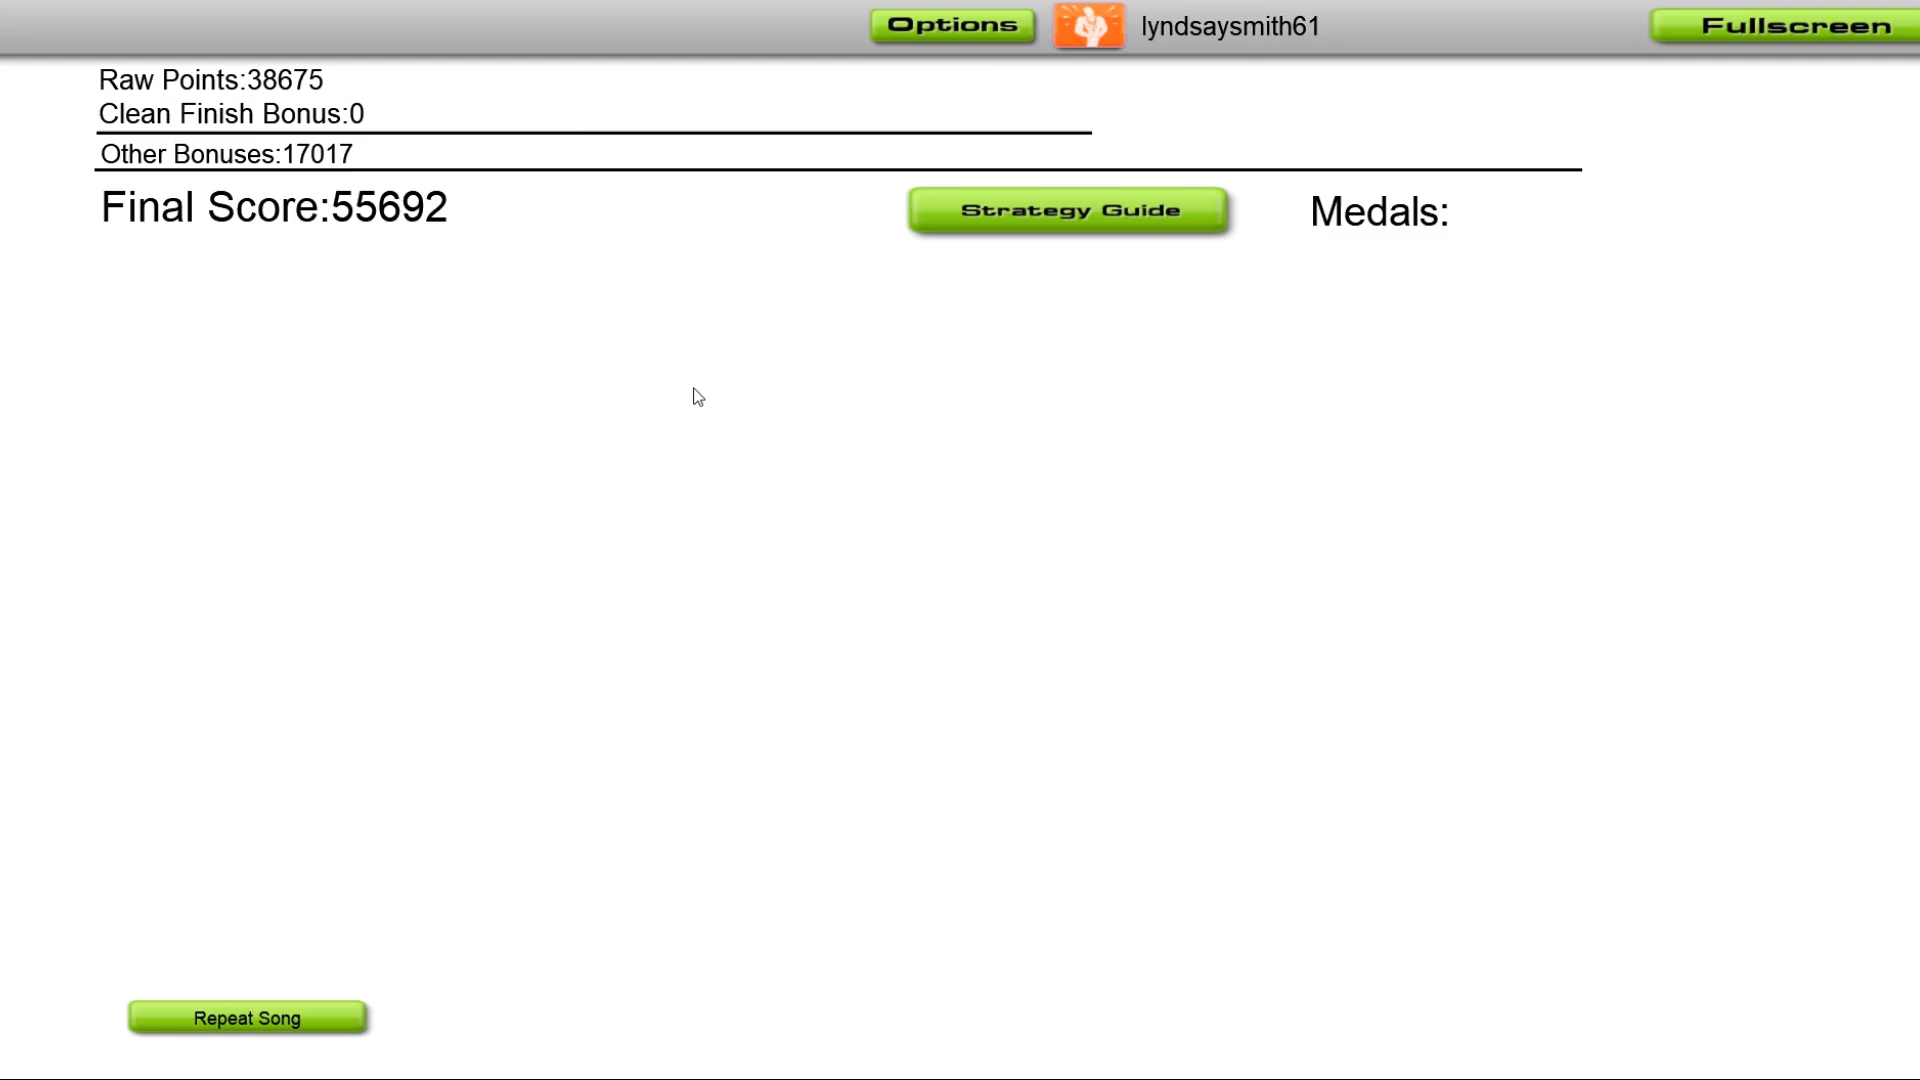 Options
lyndsaysmith61
Fullscreen
Raw Points:38675
Clean Finish Bonus:0
Other Bonuses:17017
Final Score:55692
Strategy Guide
Medals:
Repeat Song